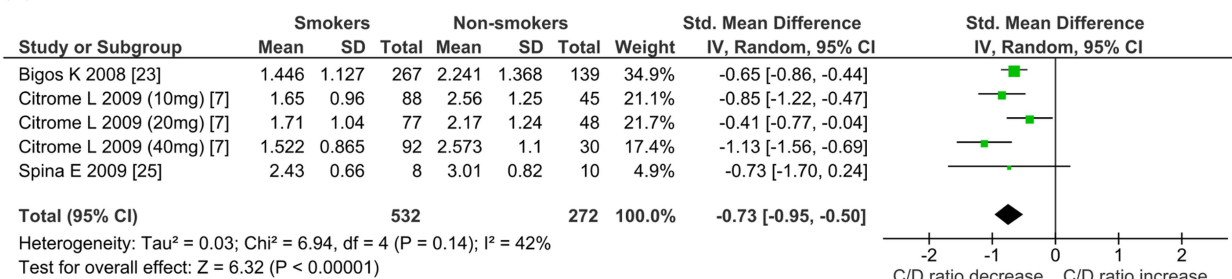 Smokers Non-smokers Std. Mean Difference Std. Mean Difference
Study or Subgroup Mean SD Total Mean SD Total Weight IV, Random, 95% CI IV, Random, 95% CI
Bigos K 2008 [23] 1.446 1.127 267 2.241 1.368 139 34.9% -0.65 [-0.86, -0.44]
Citrome L 2009 (10mg) [7] 1.65 0.96 88 2.56 1.25 45 21.1% -0.85 [-1.22, -0.47]
Citrome L 2009 (20mg) [7] 1.71 1.04 77 2.17 1.24 48 21.7% -0.41 [-0.77, -0.04]
Citrome L 2009 (40mg) [7] 1.522 0.865 92 2.573 1.1 30 17.4% -1.13 [-1.56, -0.69]
Spina E 2009 [25] 2.43 0.66 8 3.01 0.82 10 4.9% -0.73 [-1.70, 0.24]
Total (95% CI) 532 272 100.0% -0.73 [-0.95, -0.50]
Heterogeneity: Tau² = 0.03; Chi² = 6.94, df = 4 (P = 0.14); I² = 42%
Test for overall effect: Z = 6.32 (P < 0.00001)
-2 -1 0 1 2
C/D ratio decrease C/D ratio increase